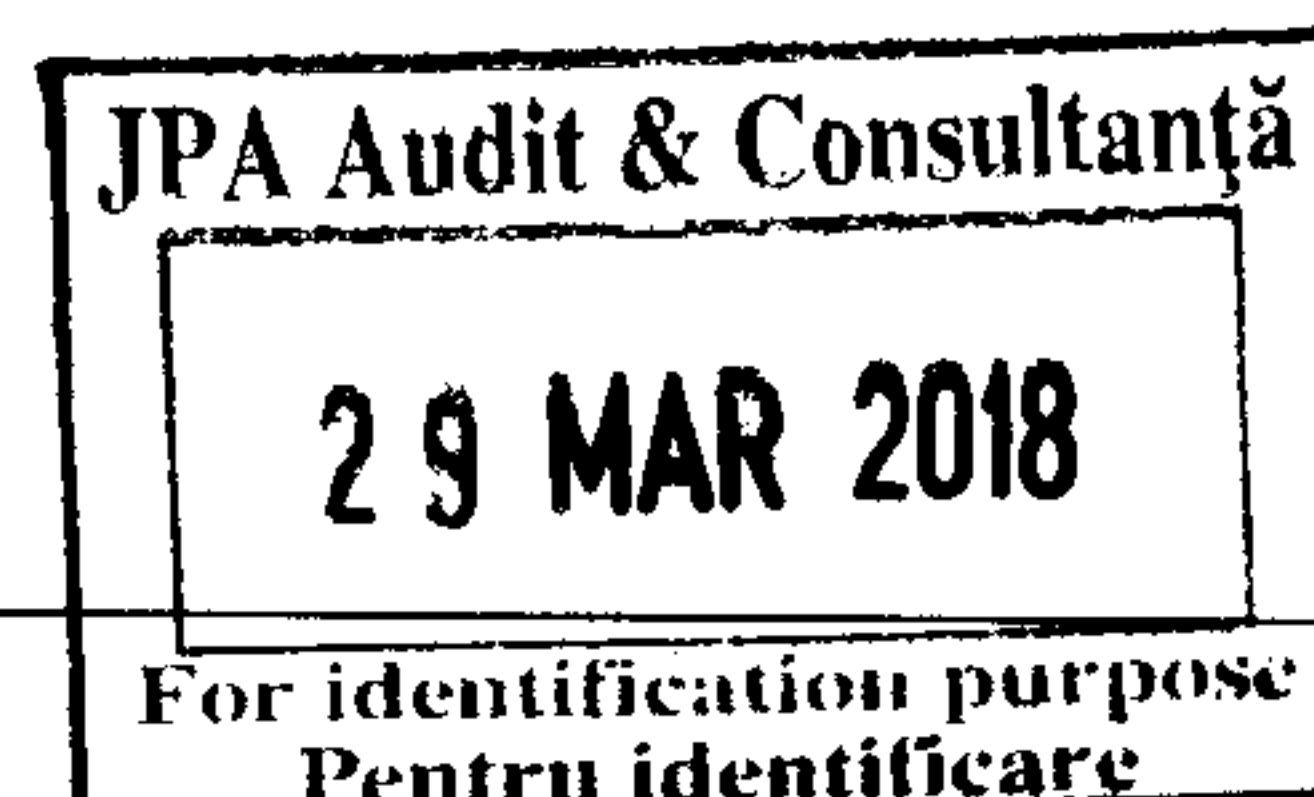 JPA Audit & Consultanţă
29 MAR 2018
For identification purpose
Pentru identificare